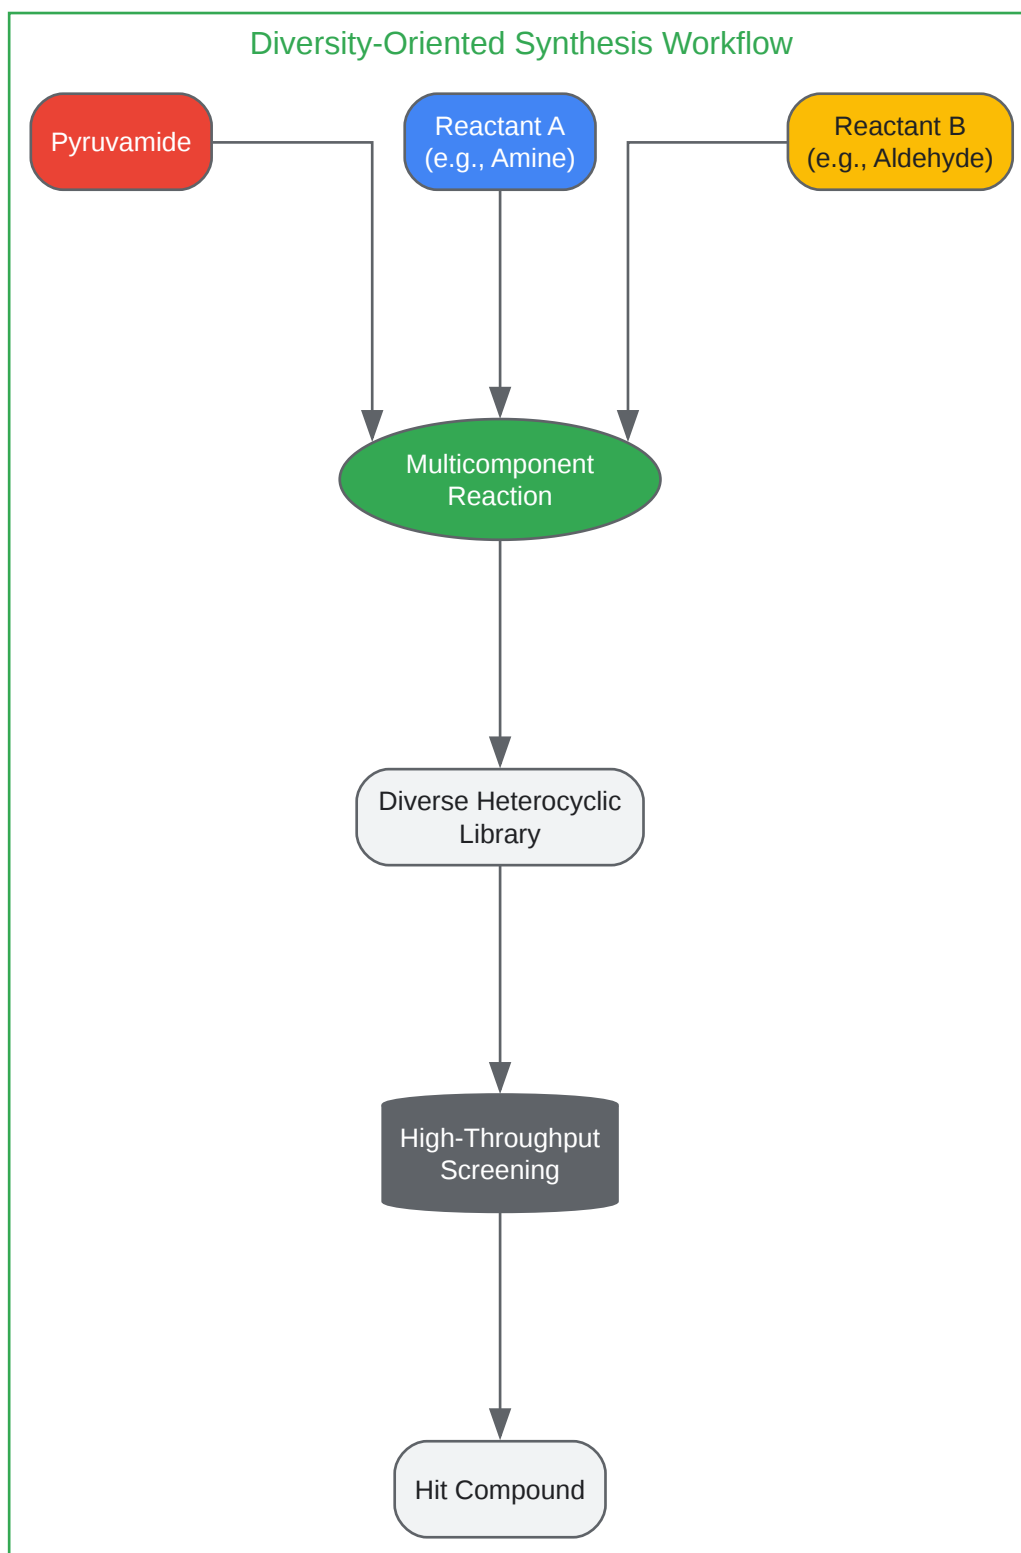 Diversity-Oriented Synthesis Workflow
Pyruvamide
Reactant A
(e.g., Amine)
Reactant B
(e.g., Aldehyde)
Multicomponent
Reaction
Diverse Heterocyclic
Library
High-Throughput
Screening
Hit Compound